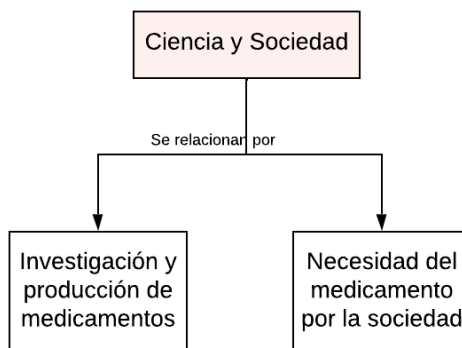 Ciencia y Sociedad
Se relacionan por
Investigación y
producción de
medicamentos
Necesidad del
medicamento
por la sociedad